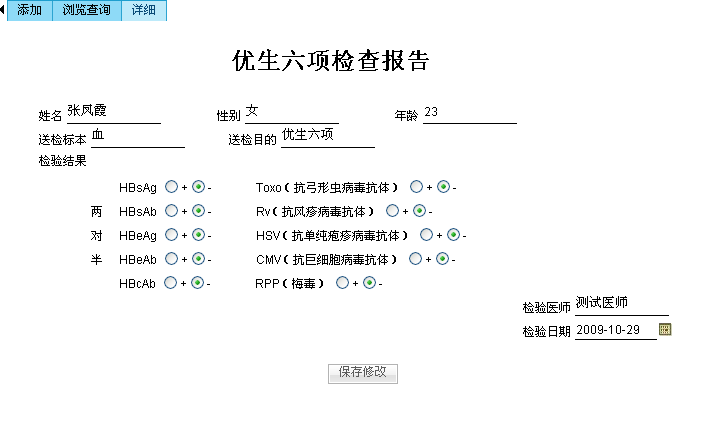 添加 浏览查询 详细
优生六项检查报告
姓名 张凤霞 性别 女 年龄 23
送检标本 血 送检目的 优生六项
检验结果
HBsAg + - Toxo（抗弓形虫病毒抗体） + -
两 HBsAb + - Rv（抗风疹病毒抗体） + -
对 HBeAg + - HSV（抗单纯疱疹病毒抗体） + -
半 HBeAb + - CMV（抗巨细胞病毒抗体） + -
HBcAb + - RPP（梅毒） + -
检验医师 测试医师
检验日期 2009-10-29
保存修改